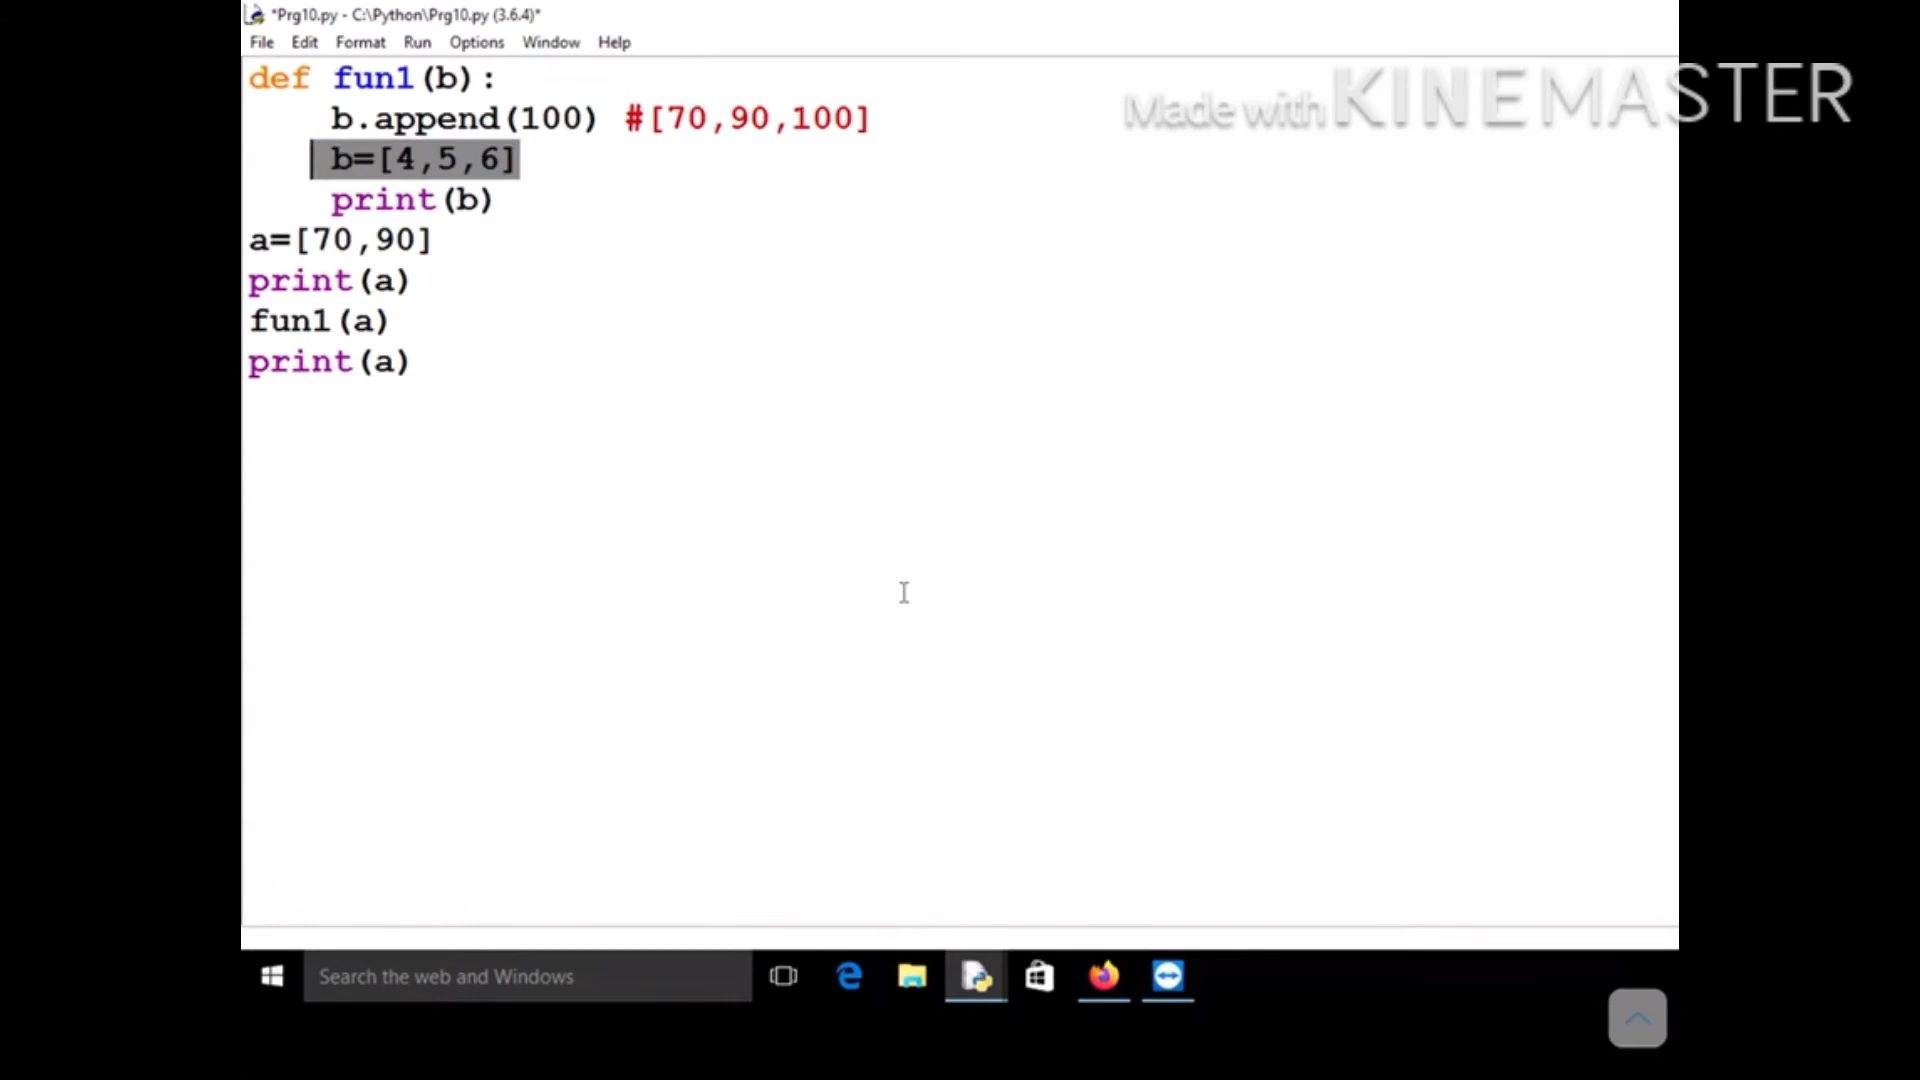 *Prg10.py - C:\Python\Prg10.py (3.6.4)*
File Edit Format Run Options Window Help
Made with KINEMASTER
def fun1(b):
    b.append(100) #[70,90,100]
    b=[4,5,6]
    print(b)
a=[70,90]
print(a)
fun1(a)
print(a)
Search the web and Windows